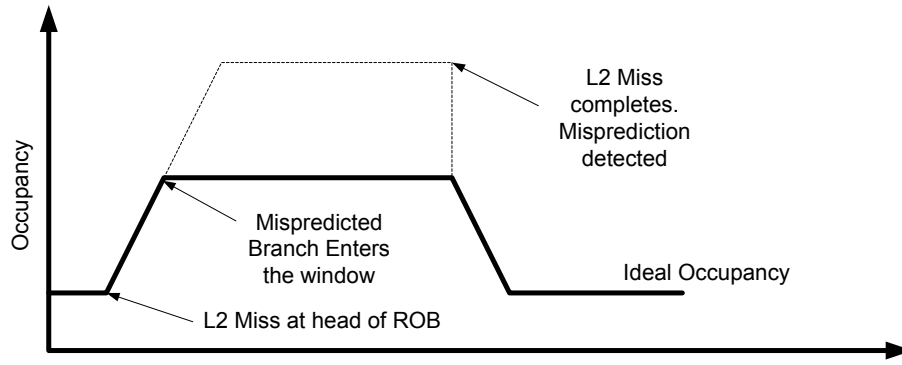 L2 Miss
completes.
Misprediction
detected
Occupancy
Mispredicted
Branch Enters
the window
Ideal Occupancy
L2 Miss at head of ROB